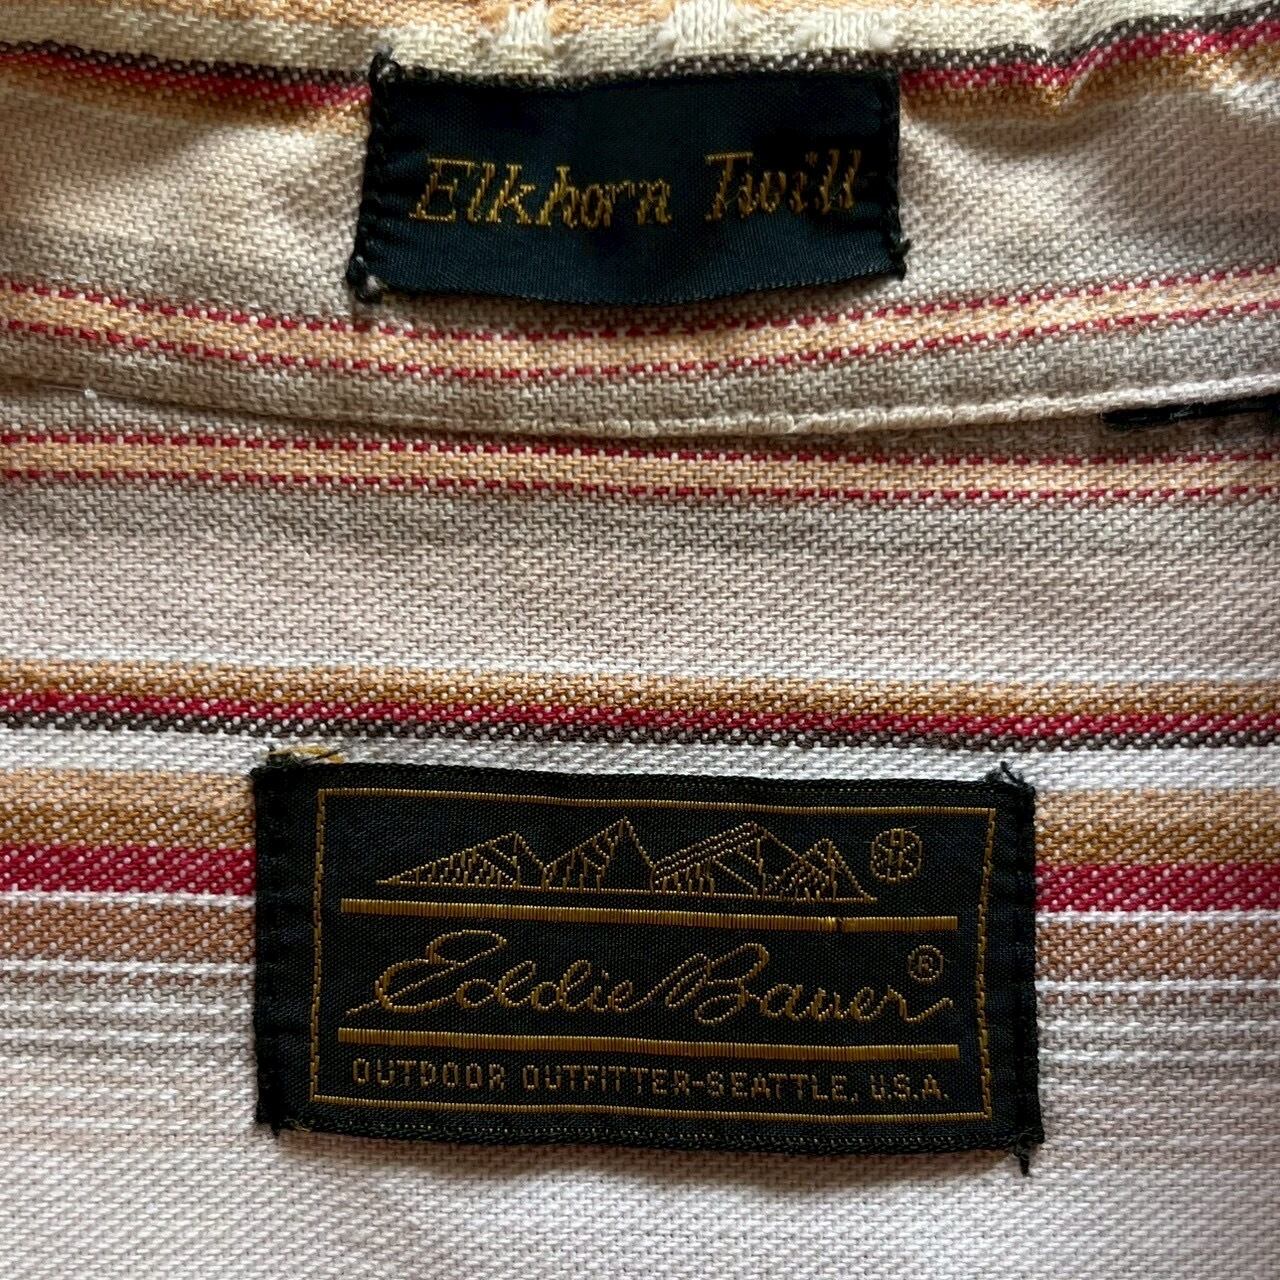 Elkhorn Twill
Eddie Bauer ®
OUTDOOR OUTFITTER-SEATTLE, U.S.A.